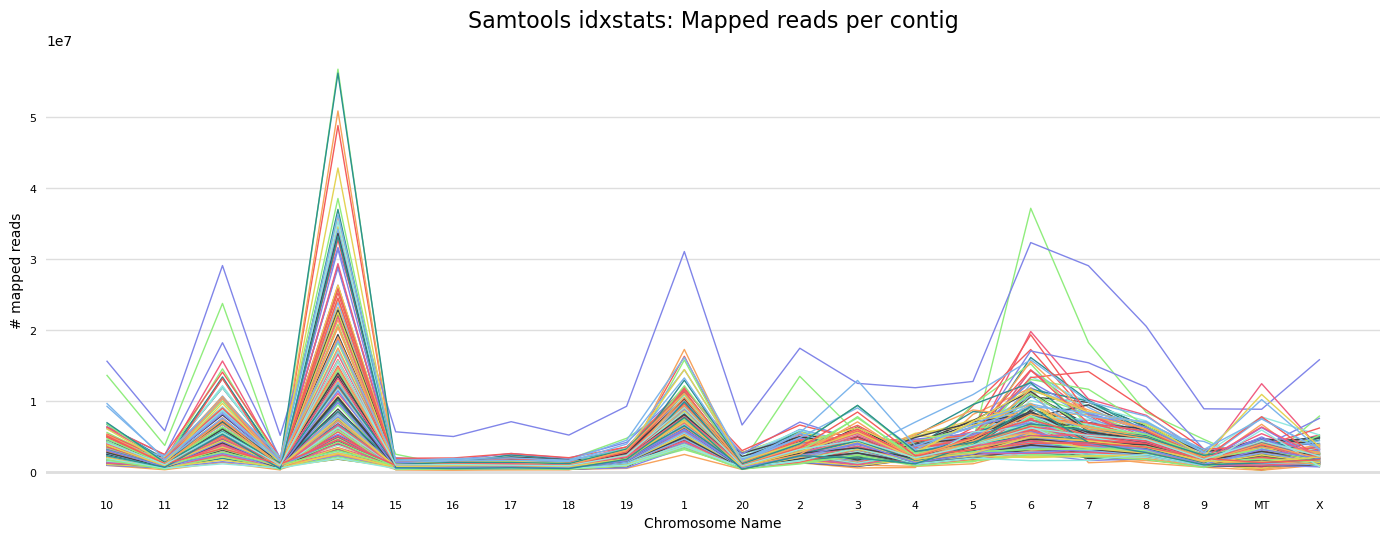 Samtools idxstats: Mapped reads per contig
1e7
5
4
3
2
1
0
# mapped reads
10 11 12 13 14 15 16 17 18 19 1 20 2 3 4 5 6 7 8 9 MT X
Chromosome Name